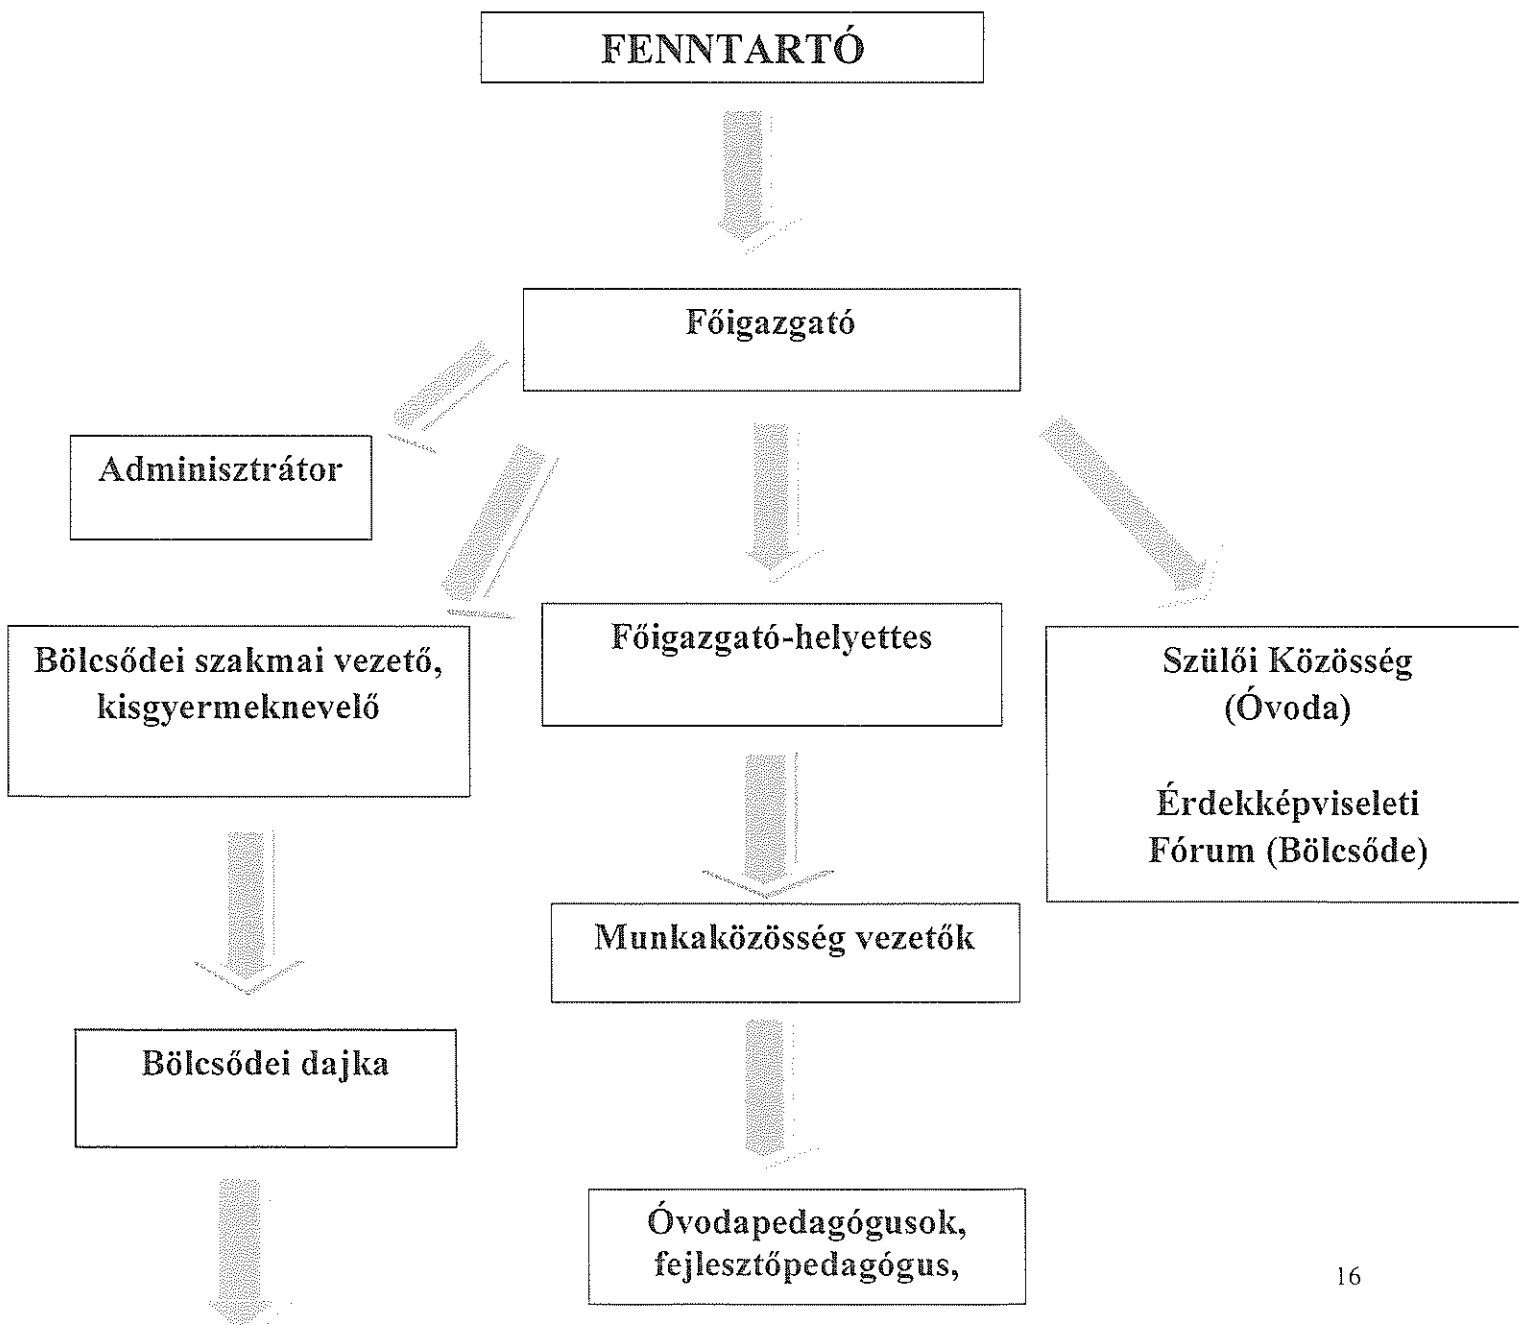 FENNTARTÓ
Főigazgató
Adminisztrátor
Bölcsődei szakmai vezető,
kisgyermeknevelő
Főigazgató-helyettes
Szülői Közösség
(Óvoda)
Érdekképviseleti
Fórum (Bölcsőde)
Munkaközösség vezetők
Bölcsődei dajka
Óvodapedagógusok,
fejlesztőpedagógus,
16